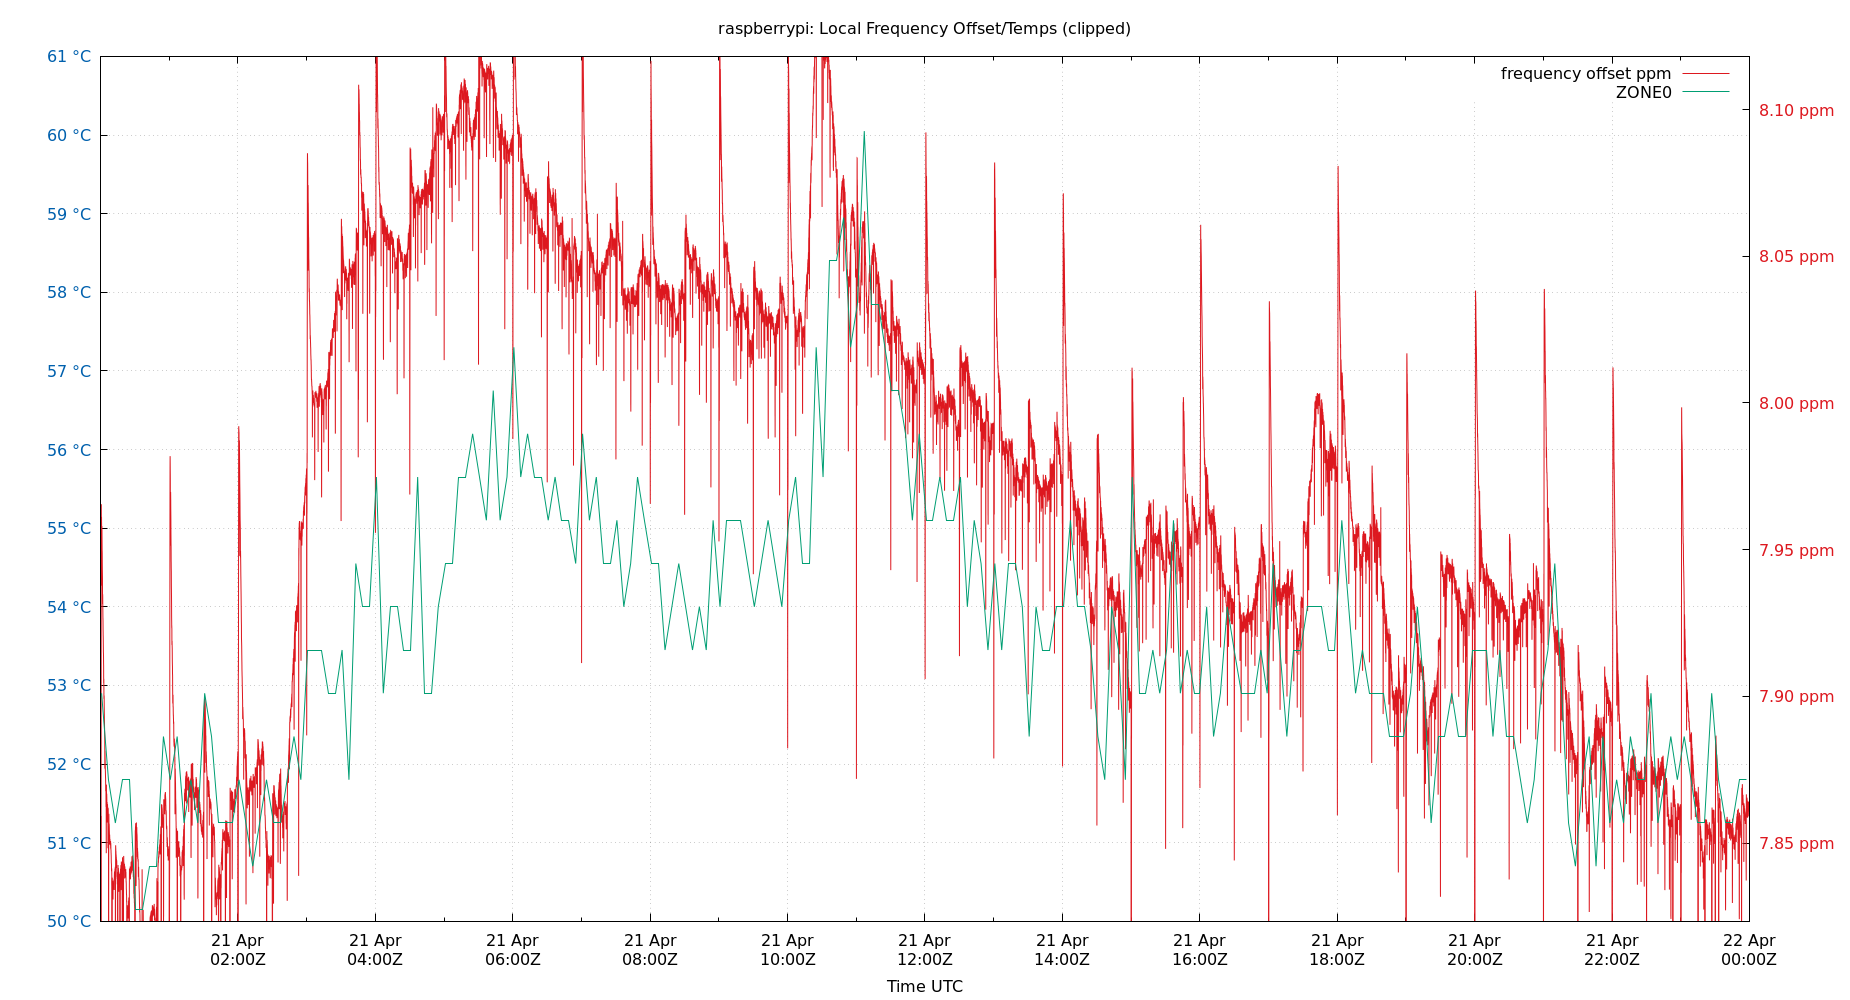 raspberrypi: Local Frequency Offset/Temps (clipped)
61 °C
60 °C
59 °C
58 °C
57 °C
56 °C
55 °C
54 °C
53 °C
52 °C
51 °C
50 °C
frequency offset ppm
ZONE0
8.10 ppm
8.05 ppm
8.00 ppm
7.95 ppm
7.90 ppm
7.85 ppm
21 Apr 21 Apr 21 Apr 21 Apr 21 Apr 21 Apr 21 Apr 21 Apr 21 Apr 21 Apr 21 Apr 22 Apr
02:00Z 04:00Z 06:00Z 08:00Z 10:00Z 12:00Z 14:00Z 16:00Z 18:00Z 20:00Z 22:00Z 00:00Z
Time UTC